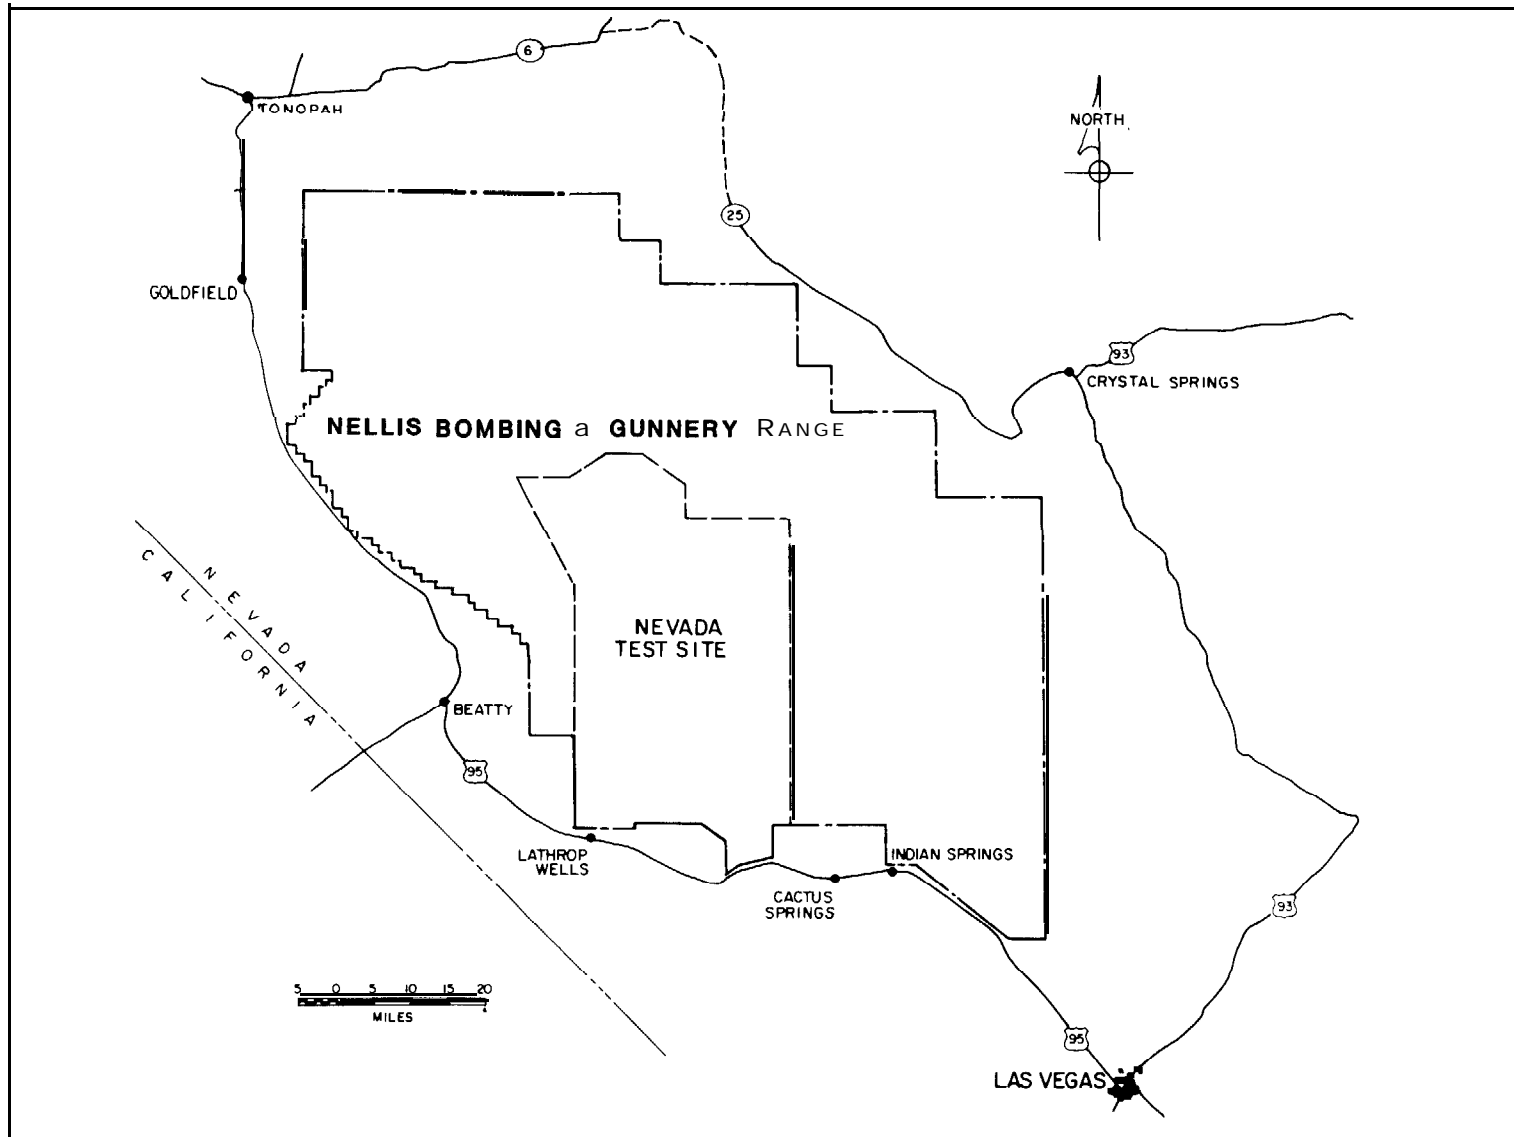 6
TONOPAH
NORTH
25
GOLDFIELD
93
CRYSTAL SPRINGS
NELLIS BOMBING a GUNNERY RANGE
NEVADA
CALIFORNIA
NEVADA
TEST SITE
BEATTY
95
LATHROP
WELLS
INDIAN SPRINGS
CACTUS
SPRINGS
93
5 0 5 10 15 20
MILES
95
LAS VEGAS